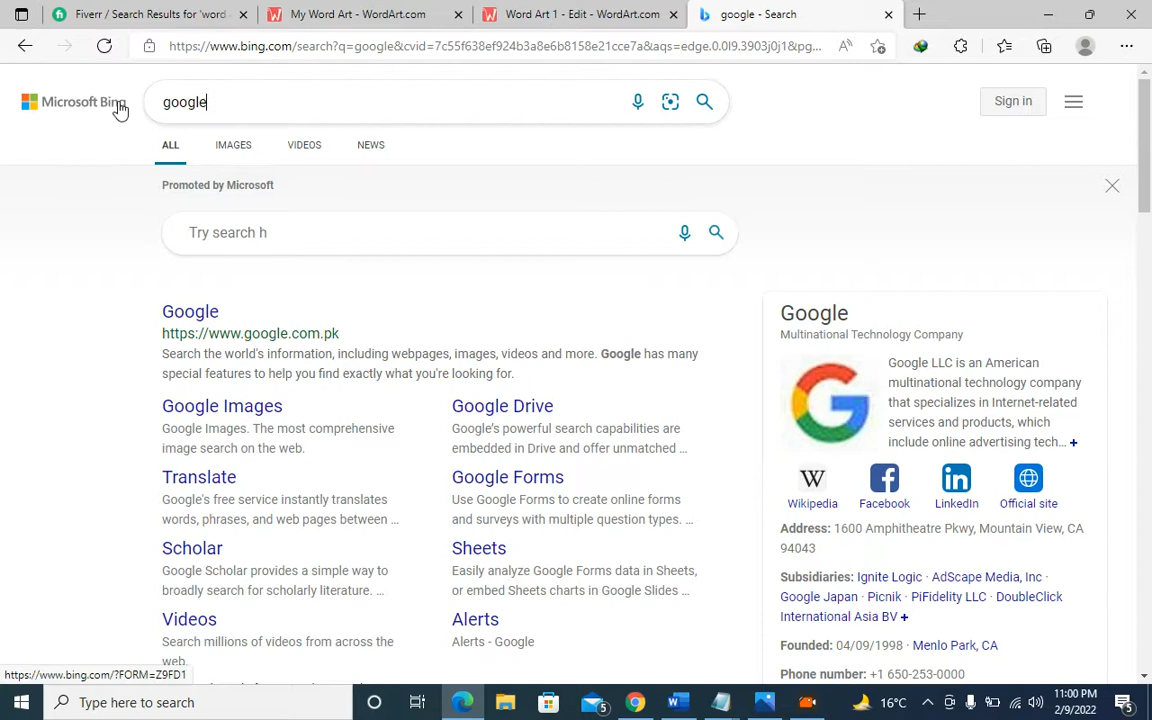 Fiverr / Search Results for 'word
My Word Art - WordArt.com
Word Art 1 - Edit - WordArt.com
google - Search
https://www.bing.com/search?q=google&cvid=7c55f638ef924b3a8e6b8158e21cce7a&aqs=edge.0.0l9.3903j0j1&pg...
Microsoft Bing
google
Sign in
ALL
IMAGES
VIDEOS
NEWS
Promoted by Microsoft
Try search h
Google
https://www.google.com.pk
Search the world's information, including webpages, images, videos and more. Google has many
special features to help you find exactly what you're looking for.
Google Images
Google Images. The most comprehensive
image search on the web.
Google Drive
Google's powerful search capabilities are
embedded in Drive and offer unmatched ...
Translate
Google's free service instantly translates
words, phrases, and web pages between ...
Google Forms
Use Google Forms to create online forms
and surveys with multiple question types. ...
Scholar
Google Scholar provides a simple way to
broadly search for scholarly literature. ...
Sheets
Easily analyze Google Forms data in Sheets,
or embed Sheets charts in Google Slides ...
Videos
Search millions of videos from across the
web.
Alerts
Alerts - Google
Google
Multinational Technology Company
Google LLC is an American
multinational technology company
that specializes in Internet-related
services and products, which
include online advertising tech... +
Wikipedia
Facebook
LinkedIn
Official site
Address: 1600 Amphitheatre Pkwy, Mountain View, CA
94043
Subsidiaries: Ignite Logic · AdScape Media, Inc ·
Google Japan · Picnik · PiFidelity LLC · DoubleClick
International Asia BV +
Founded: 04/09/1998 · Menlo Park, CA
Phone number: +1 650-253-0000
https://www.bing.com/?FORM=Z9FD1
Type here to search
5
16°C
11:00 PM
2/9/2022
5